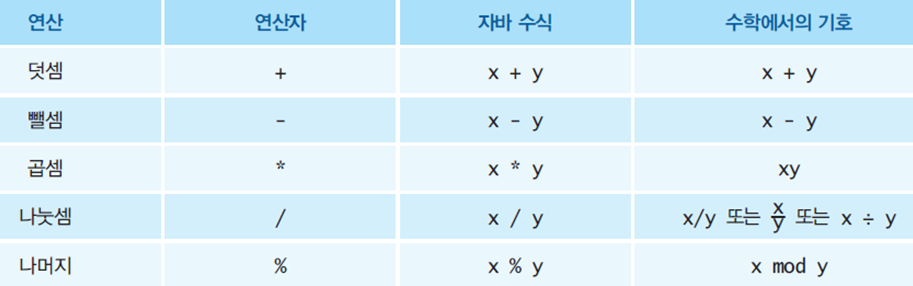 연산 연산자 자바 수식 수학에서의 기호
덧셈 + x + y x + y
뺄셈 - x - y x - y
곱셈 * x * y xy
나눗셈 / x / y x/y 또는 x/y 또는 x ÷ y
나머지 % x % y x mod y